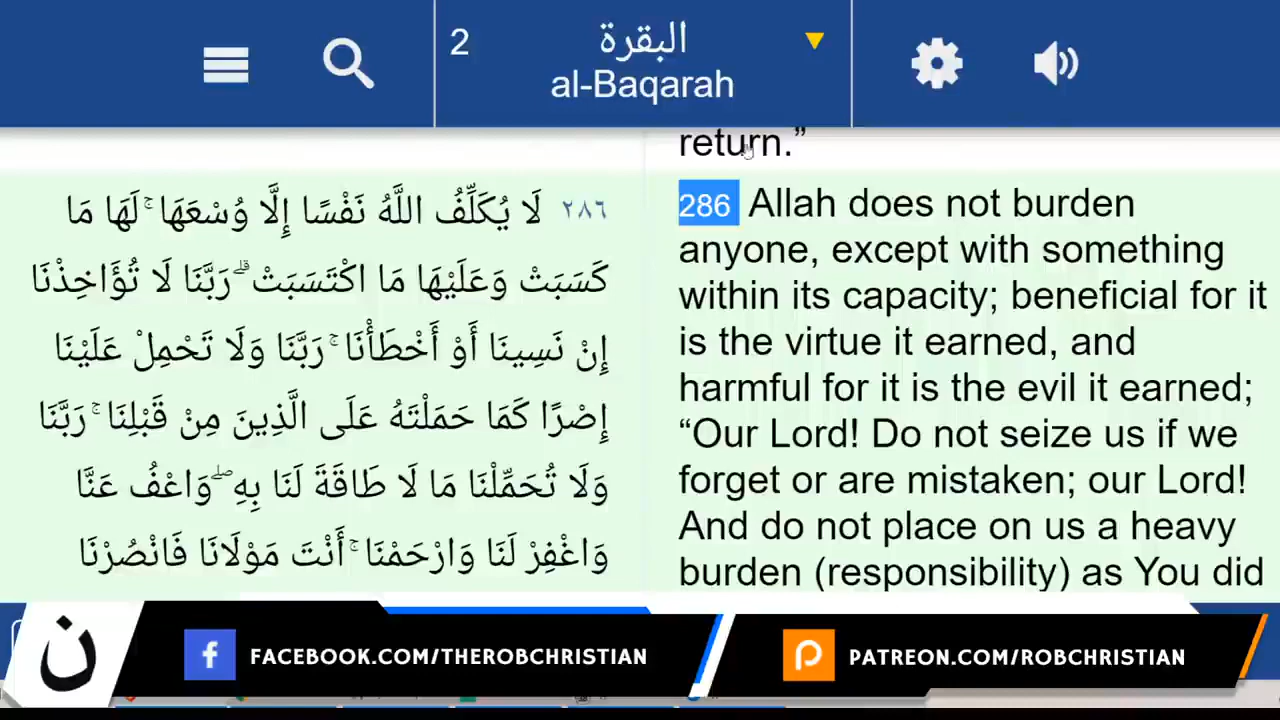 2
البقرة
al-Baqarah
return.”
٢٨٦ لَا يُكَلِّفُ اللَّهُ نَفْسًا إِلَّا وُسْعَهَا ۚ لَهَا مَا
كَسَبَتْ وَعَلَيْهَا مَا اكْتَسَبَتْ ۗ رَبَّنَا لَا تُؤَاخِذْنَا
إِنْ نَسِينَا أَوْ أَخْطَأْنَا ۚ رَبَّنَا وَلَا تَحْمِلْ عَلَيْنَا
إِصْرًا كَمَا حَمَلْتَهُ عَلَى الَّذِينَ مِنْ قَبْلِنَا ۚ رَبَّنَا
وَلَا تُحَمِّلْنَا مَا لَا طَاقَةَ لَنَا بِهِ ۖ وَاعْفُ عَنَّا
وَاغْفِرْ لَنَا وَارْحَمْنَا ۚ أَنْتَ مَوْلَانَا فَانْصُرْنَا
286 Allah does not burden
anyone, except with something
within its capacity; beneficial for it
is the virtue it earned, and
harmful for it is the evil it earned;
“Our Lord! Do not seize us if we
forget or are mistaken; our Lord!
And do not place on us a heavy
burden (responsibility) as You did
ن
FACEBOOK.COM/THEROBCHRISTIAN
PATREON.COM/ROBCHRISTIAN